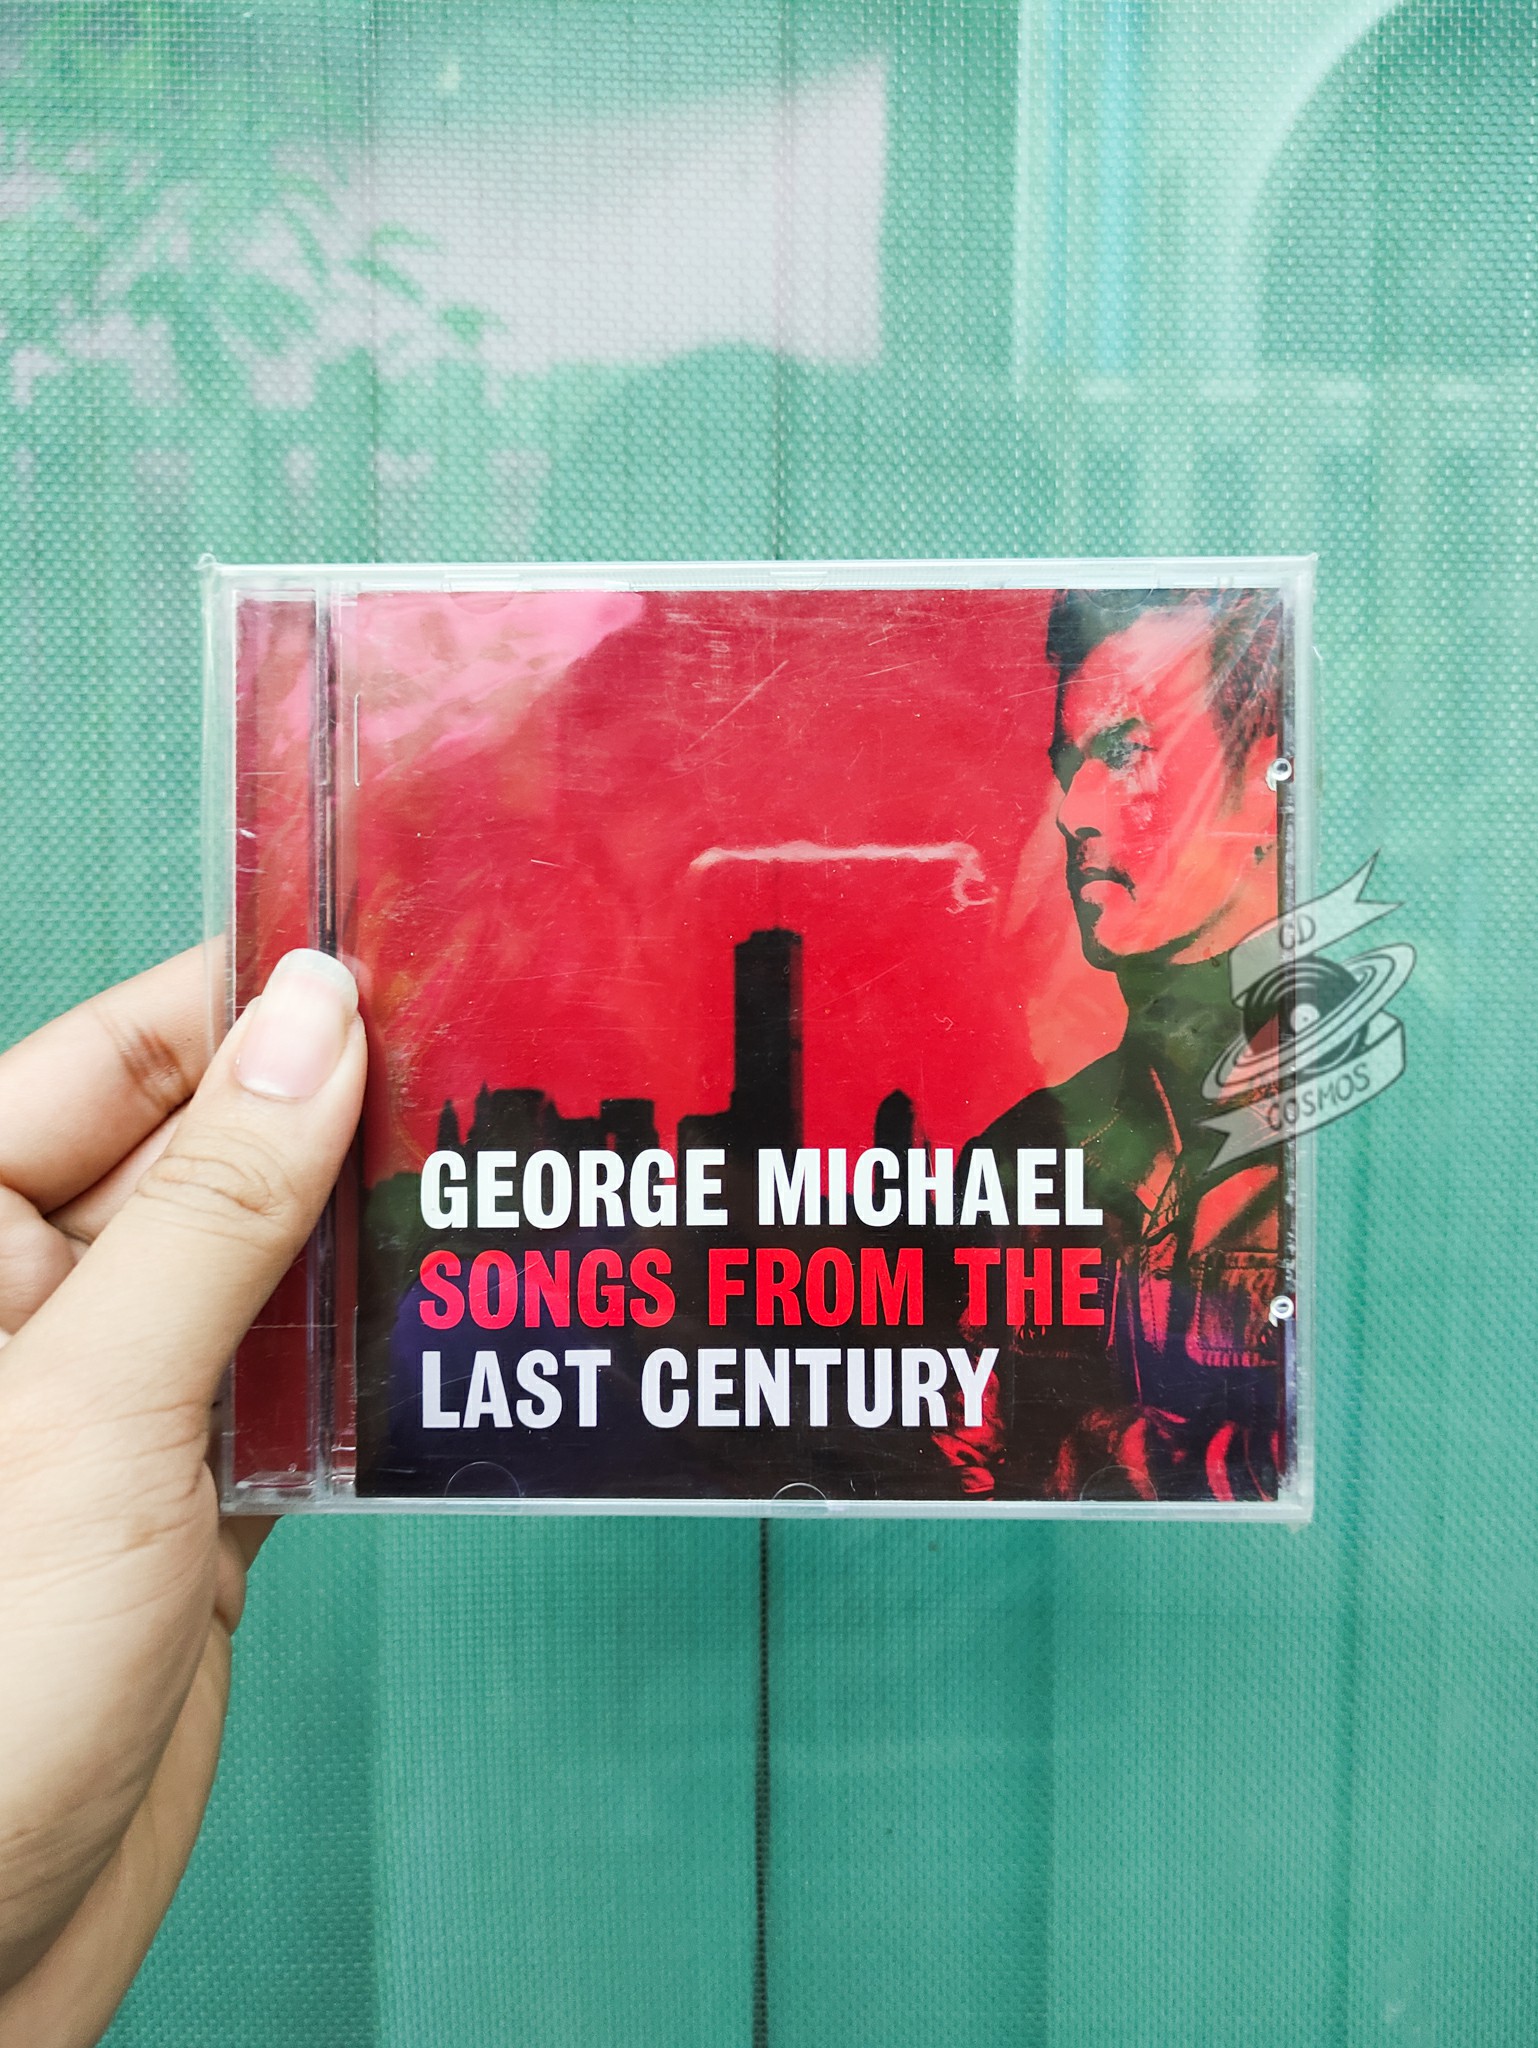 GEORGE MICHAEL
SONGS FROM THE
LAST CENTURY
CD
COSMOS